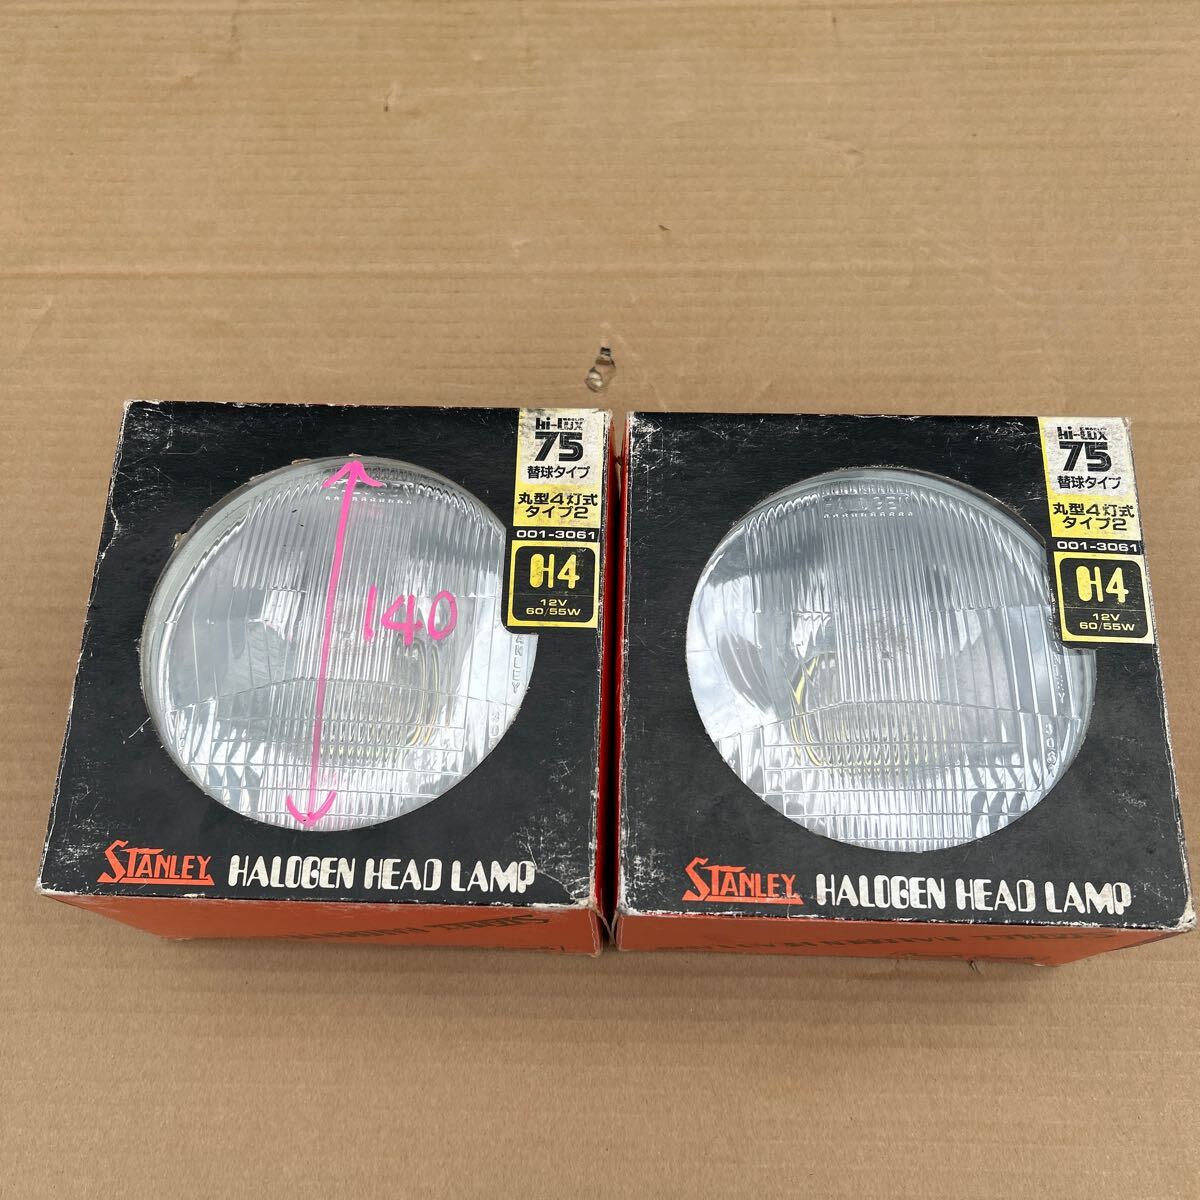 hi-Lux
75
替球タイプ
丸型4灯式
タイプ2
001-3061
H4
12V
60/55W
140
STANLEY HALOGEN HEAD LAMP
hi-Lux
75
替球タイプ
丸型4灯式
タイプ2
001-3061
H4
12V
60/55W
STANLEY HALOGEN HEAD LAMP